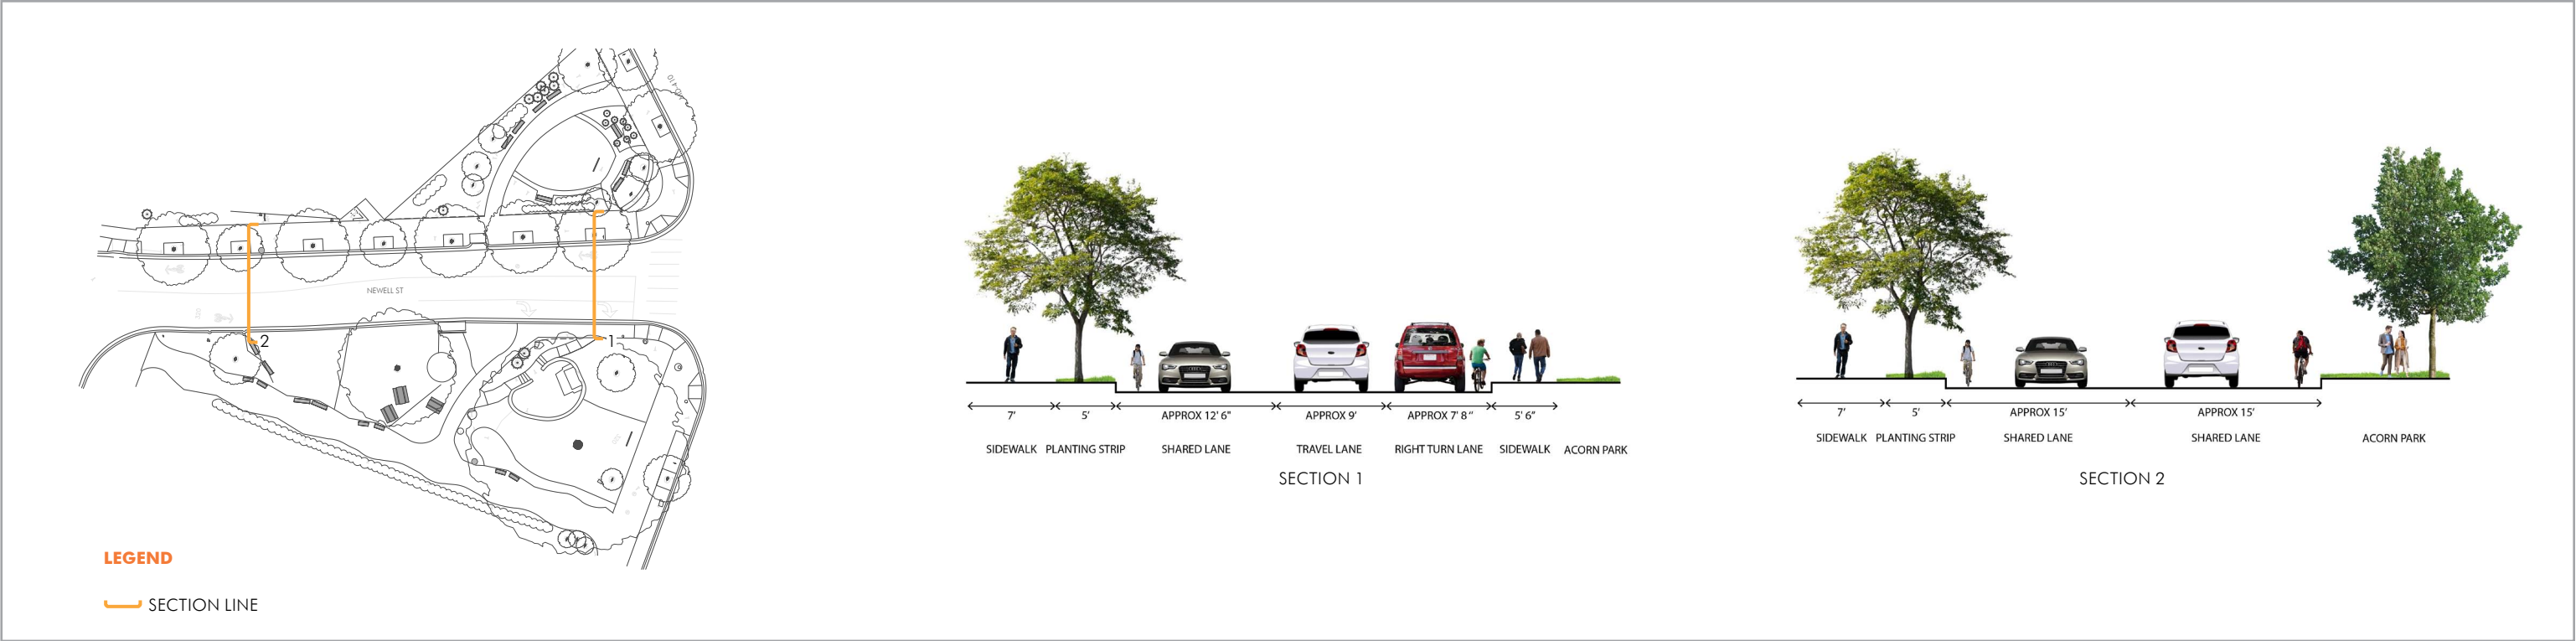 NEWELL ST
2
1
LEGEND
SECTION LINE
7'
5'
APPROX 12' 6"
APPROX 9'
APPROX 7' 8"
5' 6"
SIDEWALK
PLANTING STRIP
SHARED LANE
TRAVEL LANE
RIGHT TURN LANE
SIDEWALK
ACORN PARK
SECTION 1
7'
5'
APPROX 15'
APPROX 15'
SIDEWALK
PLANTING STRIP
SHARED LANE
SHARED LANE
ACORN PARK
SECTION 2